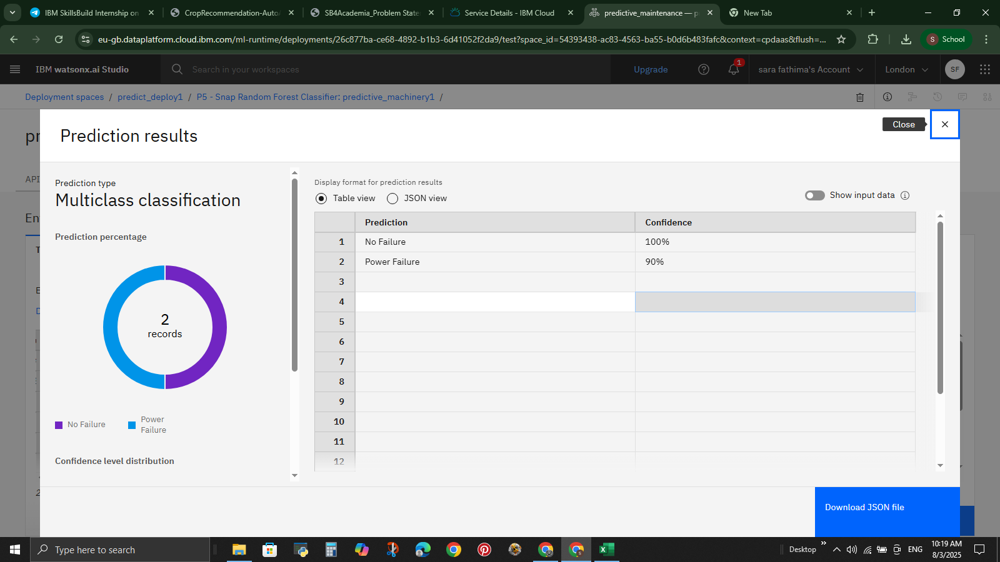 IBM SkillsBuild Internship on
CropRecommendation-Auto
SB4Academia_Problem State
Service Details - IBM Cloud
predictive_maintenance — p
New Tab
eu-gb.dataplatform.cloud.ibm.com/ml-runtime/deployments/26c877ba-ce68-4892-b1b3-6d41052f2da9/test?space_id=54393438-ac83-4563-ba55-b0d6b483fafc&context=cpdaas&flush=...
S School
IBM watsonx.ai Studio
Search in your workspaces
Upgrade
1
sara fathima's Account
London
SF
Deployment spaces / predict_deploy1 / P5 - Snap Random Forest Classifier: predictive_machinery1 /
pr
API
En
T
E
D
2
Prediction results
Close
Prediction type
Multiclass classification
Prediction percentage
2
records
No Failure
Power
Failure
Confidence level distribution
Display format for prediction results
Table view
JSON view
Show input data
Prediction Confidence
1 No Failure 100%
2 Power Failure 90%
3
4
5
6
7
8
9
10
11
12
Download JSON file
Type here to search
Desktop
ENG
10:19 AM
8/3/2025